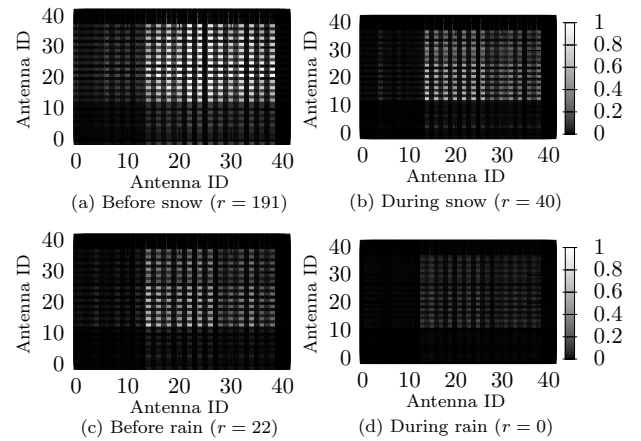 40
30
20
10
0
Antenna ID
0 10 20 30 40
Antenna ID
(a) Before snow (r = 191)
40
30
20
10
0
Antenna ID
0 10 20 30 40
Antenna ID
(b) During snow (r = 40)
1
0.8
0.6
0.4
0.2
0
40
30
20
10
0
Antenna ID
0 10 20 30 40
Antenna ID
(c) Before rain (r = 22)
40
30
20
10
0
Antenna ID
0 10 20 30 40
Antenna ID
(d) During rain (r = 0)
1
0.8
0.6
0.4
0.2
0